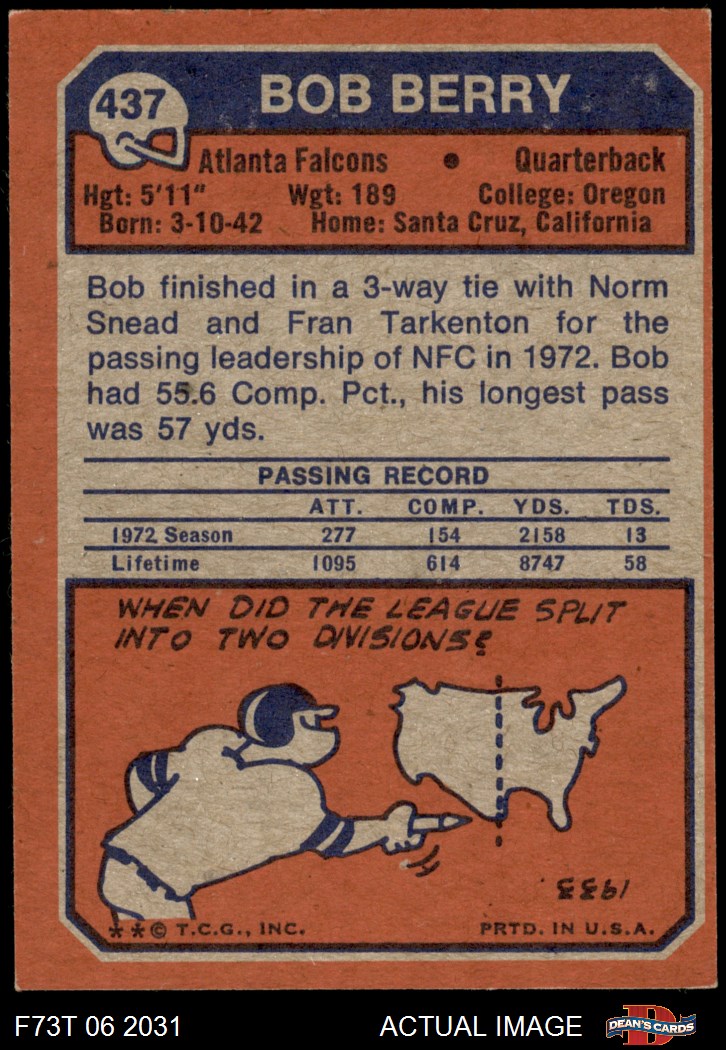 437
BOB BERRY
Atlanta Falcons • Quarterback
Hgt: 5'11" Wgt: 189 College: Oregon
Born: 3-10-42 Home: Santa Cruz, California
Bob finished in a 3-way tie with Norm
Snead and Fran Tarkenton for the
passing leadership of NFC in 1972. Bob
had 55.6 Comp. Pct., his longest pass
was 57 yds.
PASSING RECORD
ATT. COMP. YDS. TDS.
1972 Season 277 154 2158 13
Lifetime 1095 614 8747 58
WHEN DID THE LEAGUE SPLIT
INTO TWO DIVISIONS?
1933
**© T.C.G., INC. PRTD. IN U.S.A.
F73T 06 2031 ACTUAL IMAGE D DEAN'S CARDS